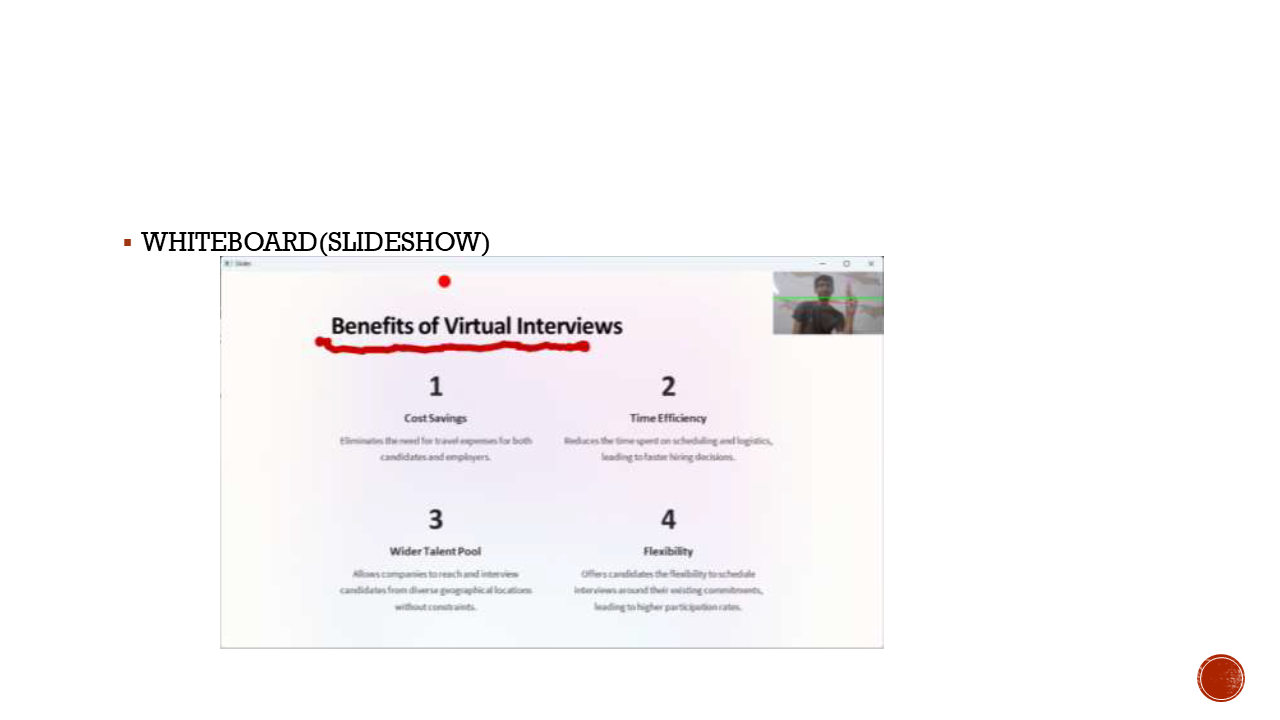 WHITEBOARD(SLIDESHOW)
Slides
Benefits of Virtual Interviews
1
Cost Savings
Eliminates the need for travel expenses for both
candidates and employers.
2
Time Efficiency
Reduces the time spent on scheduling and logistics,
leading to faster hiring decisions.
3
Wider Talent Pool
Allows companies to reach and interview
candidates from diverse geographical locations
without constraints.
4
Flexibility
Offers candidates the flexibility to schedule
interviews around their existing commitments,
leading to higher participation rates.